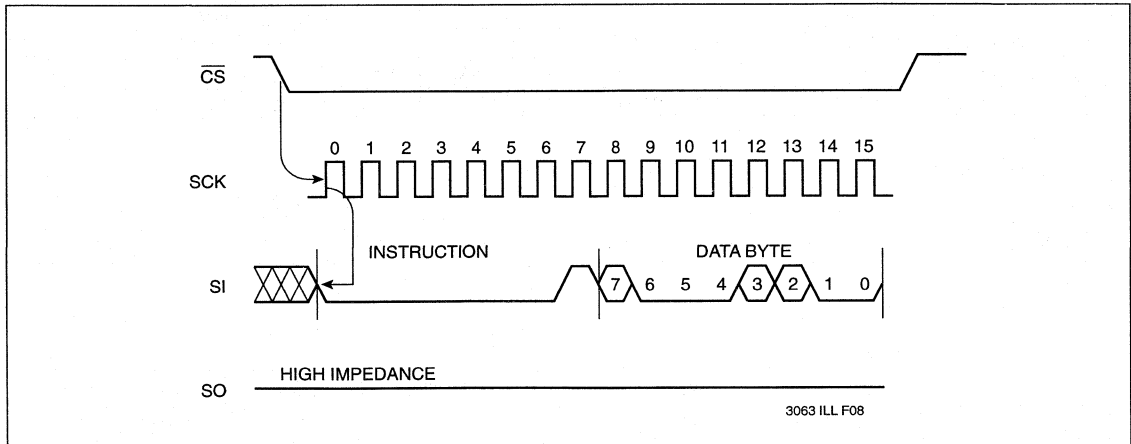 C̅S̅
0 1 2 3 4 5 6 7 8 9 10 11 12 13 14 15
SCK
INSTRUCTION DATA BYTE
SI 7 6 5 4 3 2 1 0
HIGH IMPEDANCE
SO
3063 ILL F08